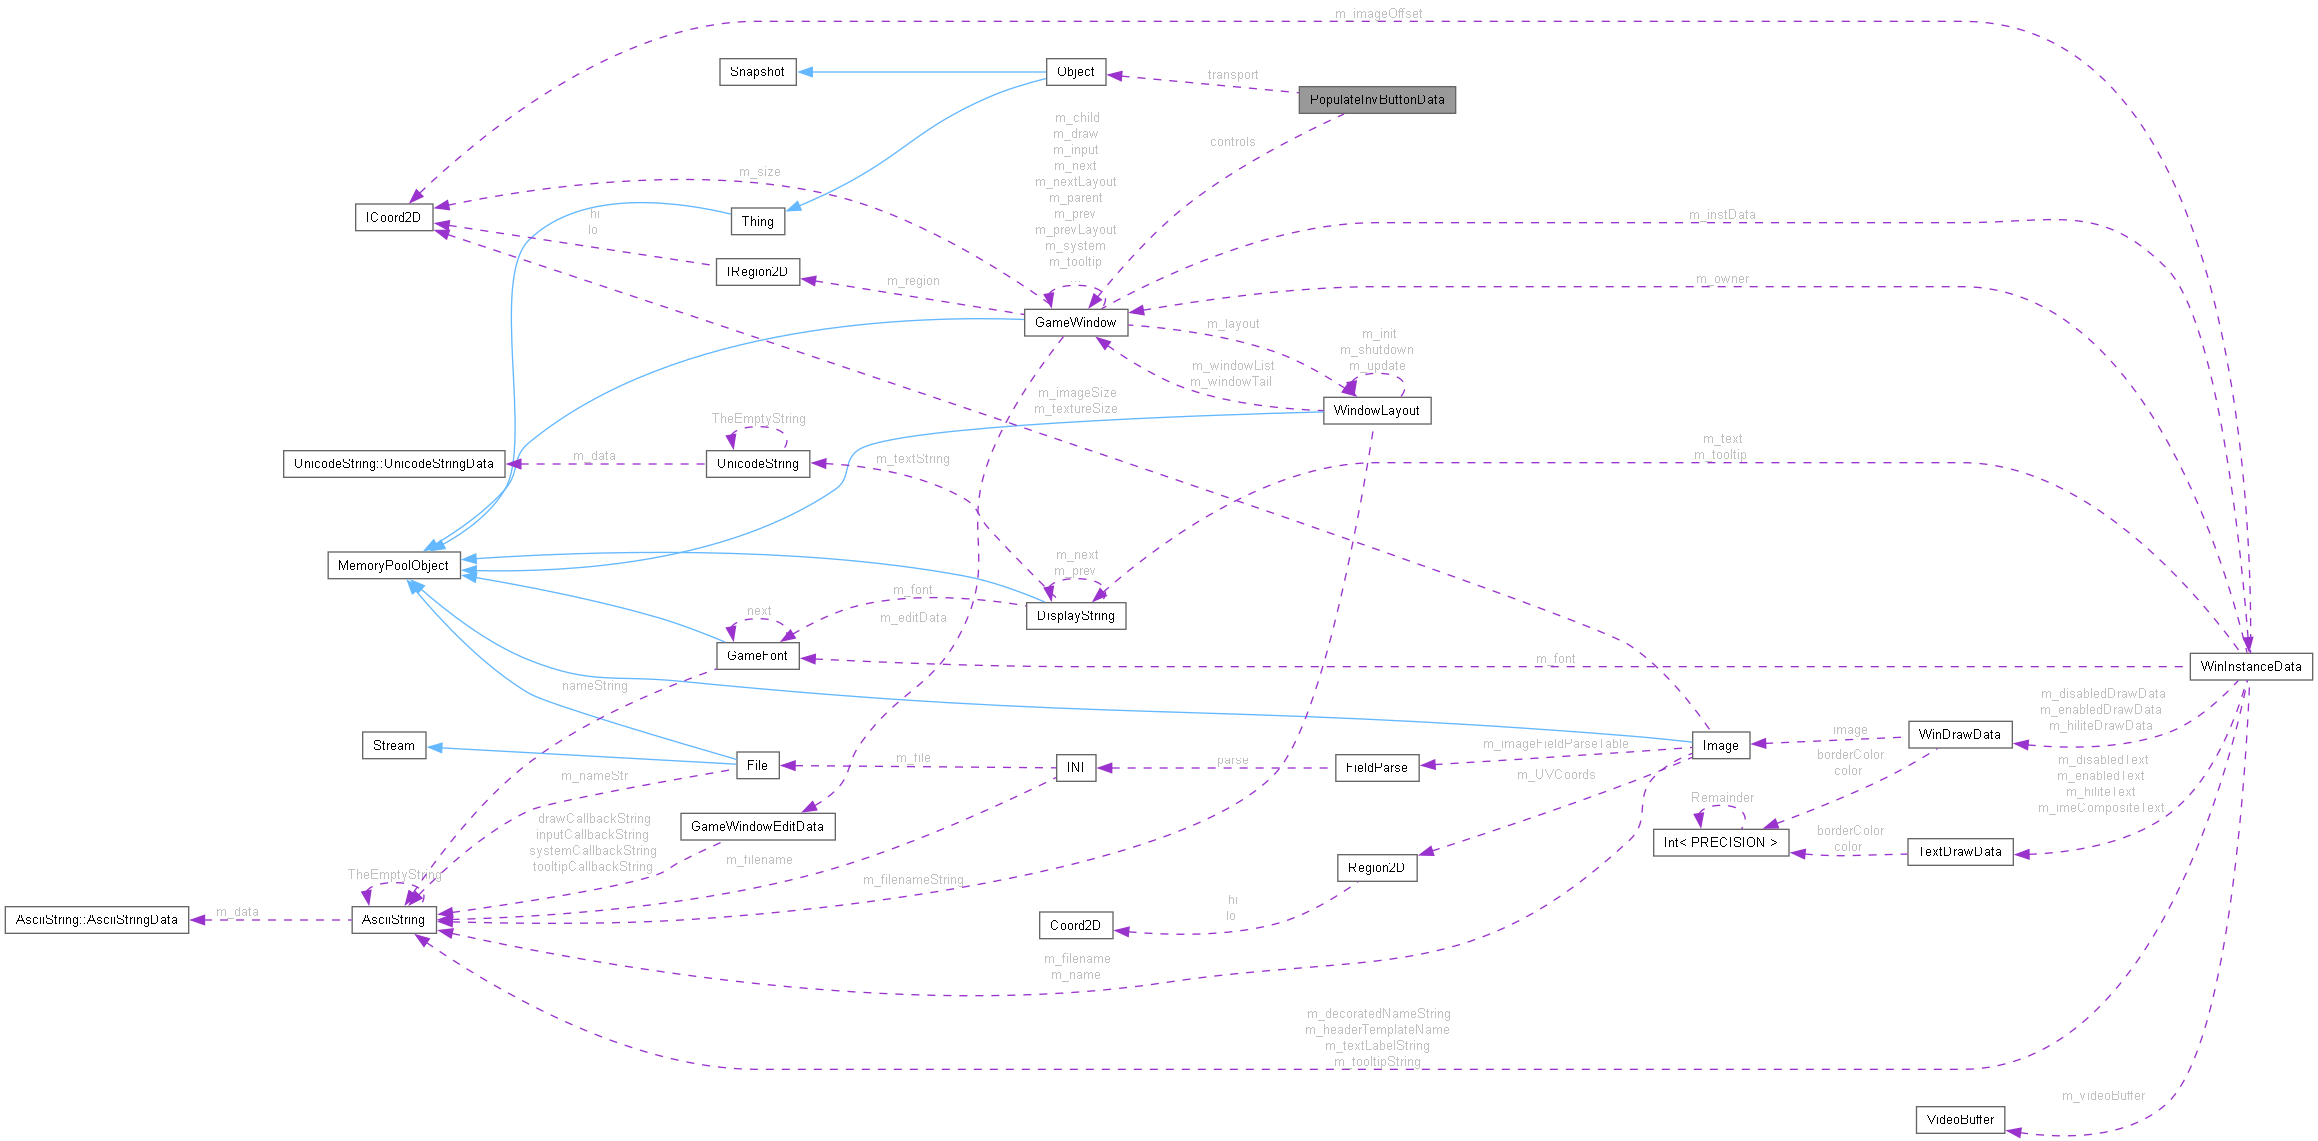 m_imageOffset
Snapshot
Object
transport
PopulateInvButtonData
m_child
m_draw
m_input
m_next
m_nextLayout
m_parent
m_prev
m_prevLayout
m_system
m_tooltip
...
controls
m_size
ICoord2D
hi
lo
Thing
m_instData
IRegion2D
m_region
m_owner
GameWindow
m_layout
m_init
m_shutdown
m_update
m_windowList
m_windowTail
m_imageSize
m_textureSize
WindowLayout
TheEmptyString
UnicodeString::UnicodeStringData
m_data
UnicodeString
m_textString
m_text
m_tooltip
MemoryPoolObject
m_next
m_prev
m_font
m_editData
DisplayString
next
GameFont
m_font
WinInstanceData
nameString
m_disabledDrawData
m_enabledDrawData
m_hiliteDrawData
Stream
File
m_file
INI
parse
FieldParse
m_imageFieldParseTable
Image
image
WinDrawData
m_nameStr
m_UVCoords
borderColor
color
m_disabledText
m_enabledText
m_hiliteText
m_imeCompositeText
Remainder
drawCallbackString
inputCallbackString
systemCallbackString
tooltipCallbackString
GameWindowEditData
Int< PRECISION >
borderColor
color
TextDrawData
m_filename
m_filenameString
Region2D
TheEmptyString
AsciiString::AsciiStringData
m_data
AsciiString
Coord2D
hi
lo
m_filename
m_name
m_decoratedNameString
m_headerTemplateName
m_textLabelString
m_tooltipString
m_videoBuffer
VideoBuffer